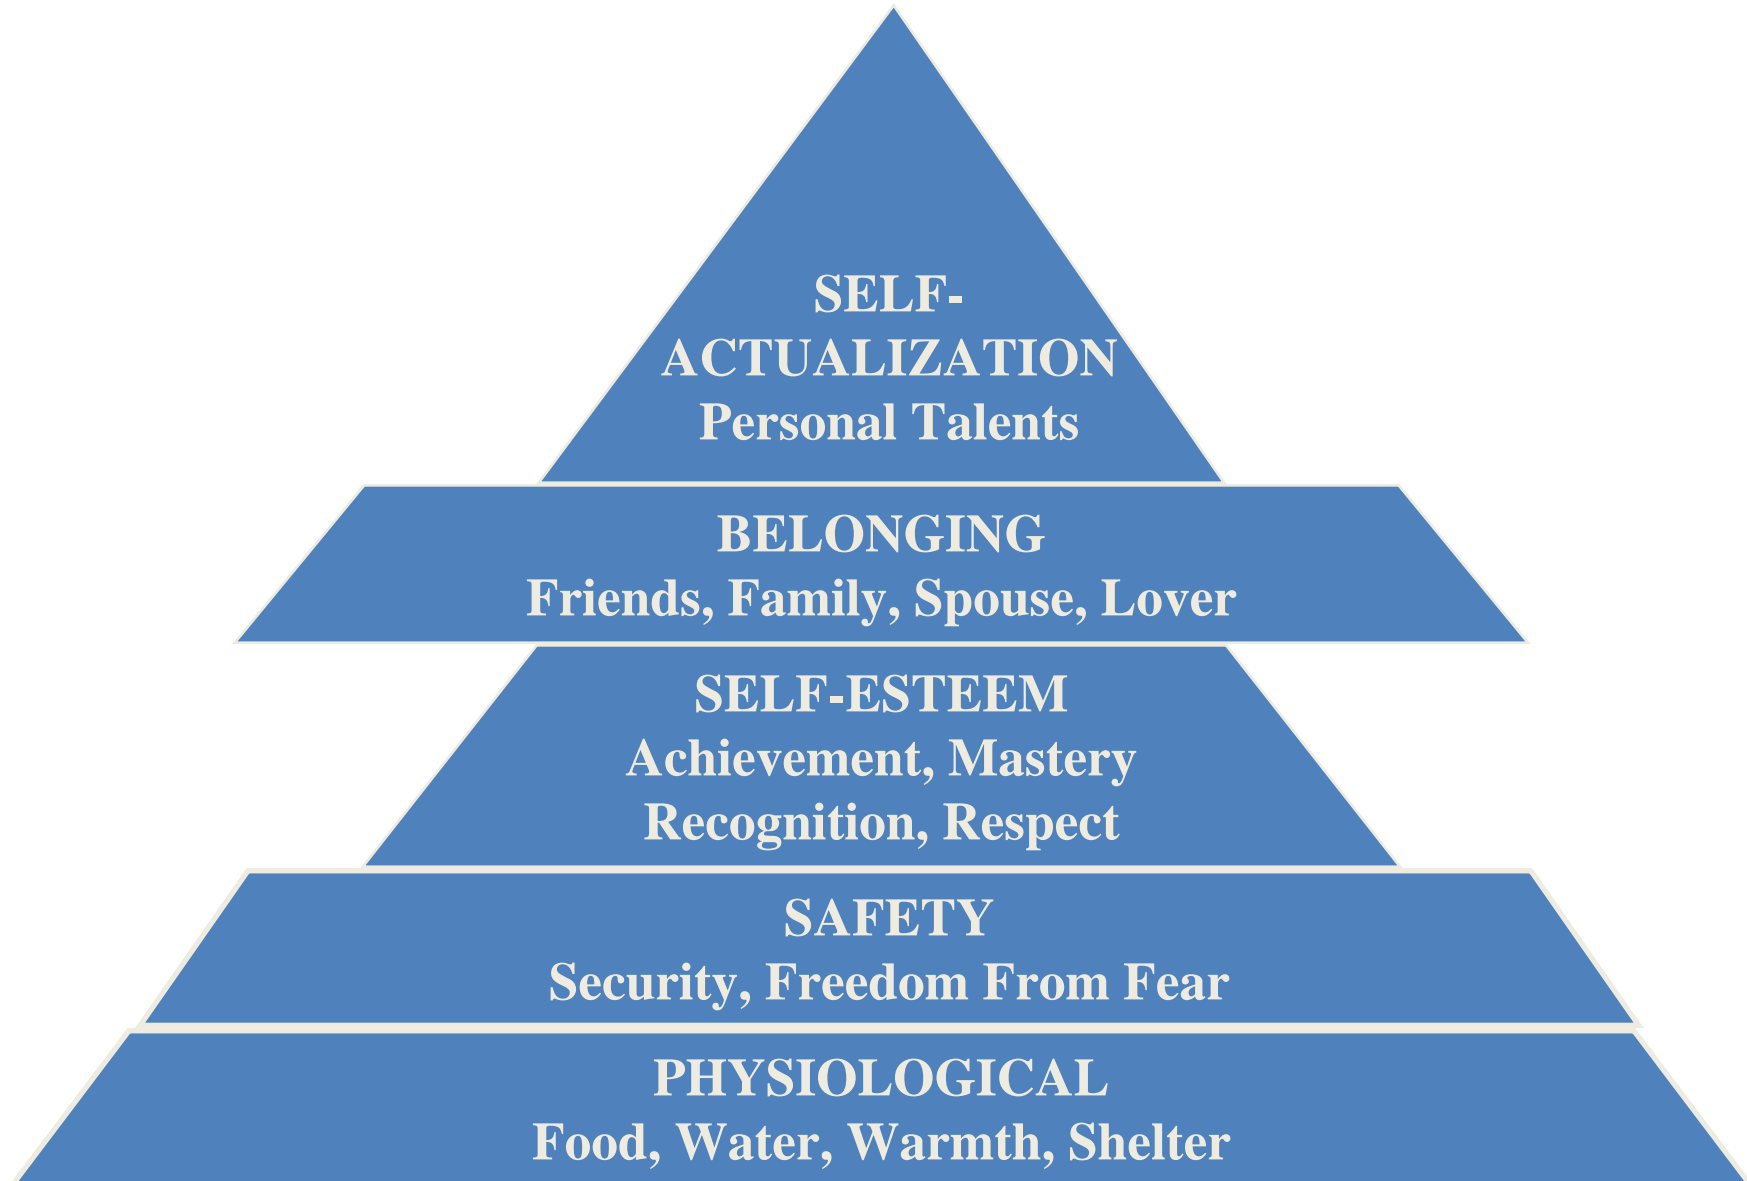 SELF-
ACTUALIZATION
Personal Talents
BELONGING
Friends, Family, Spouse, Lover
SELF-ESTEEM
Achievement, Mastery
Recognition, Respect
SAFETY
Security, Freedom From Fear
PHYSIOLOGICAL
Food, Water, Warmth, Shelter